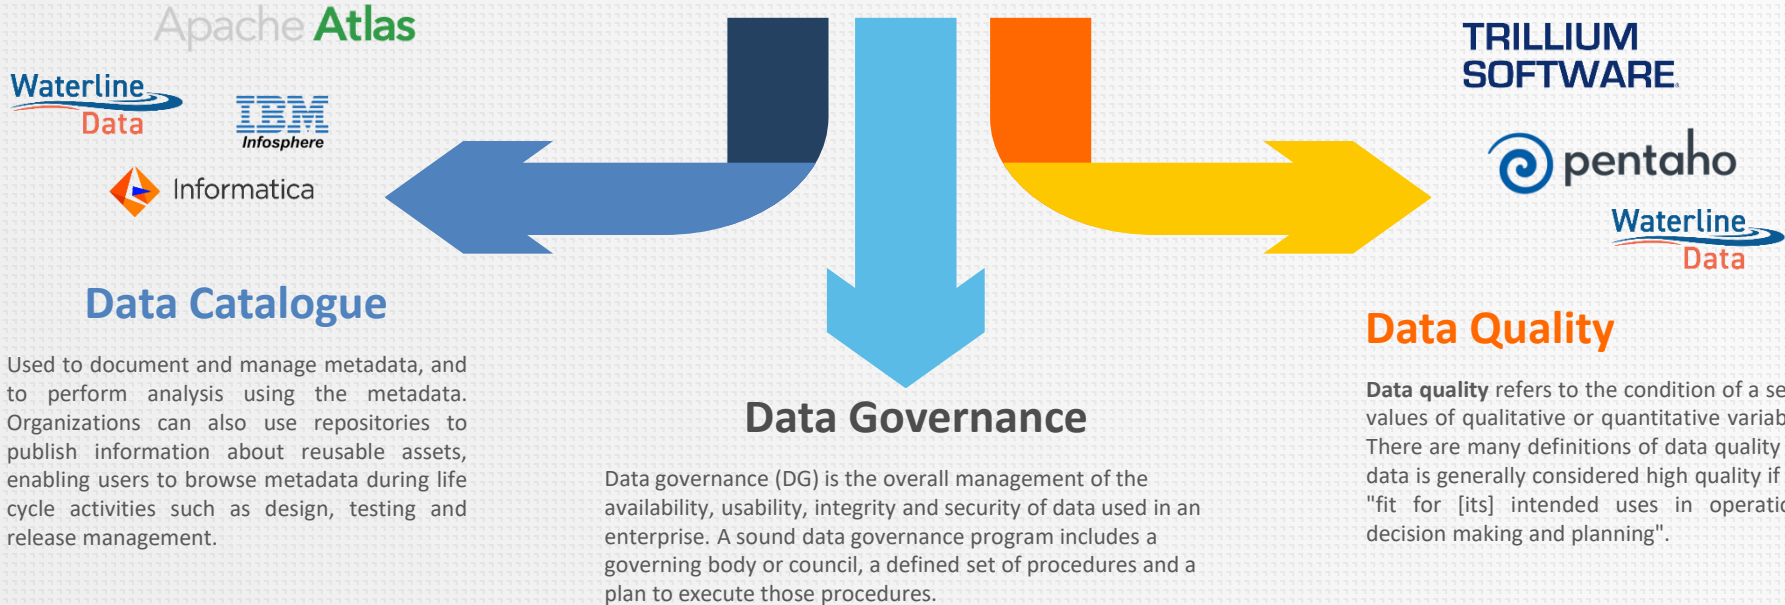 Apache Atlas
Waterline
Data
IBM
Infosphere
Informatica
Data Catalogue
Used to document and manage metadata, and
to perform analysis using the metadata.
Organizations can also use repositories to
publish information about reusable assets,
enabling users to browse metadata during life
cycle activities such as design, testing and
release management.
Data Governance
Data governance (DG) is the overall management of the
availability, usability, integrity and security of data used in an
enterprise. A sound data governance program includes a
governing body or council, a defined set of procedures and a
plan to execute those procedures.
TRILLIUM
SOFTWARE
pentaho
Waterline
Data
Data Quality
Data quality refers to the condition of a
values of qualitative or quantitative
There are many definitions of data quality
data is generally considered high quality if
"fit for [its] intended uses in
decision making and planning".